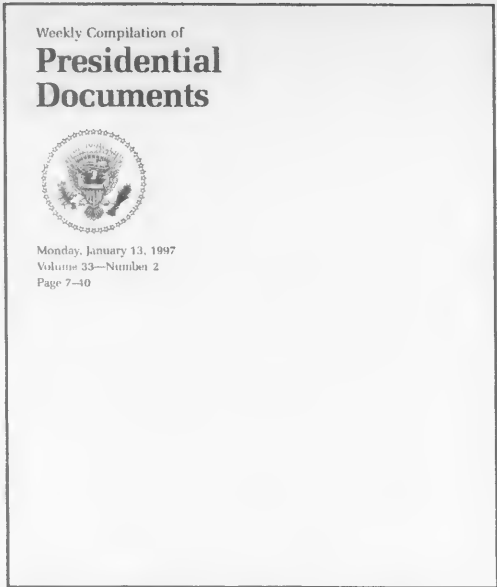 Weekly Compilation of
Presidential
Documents
Monday, January 13, 1997
Volume 33—Number 2
Page 7–40